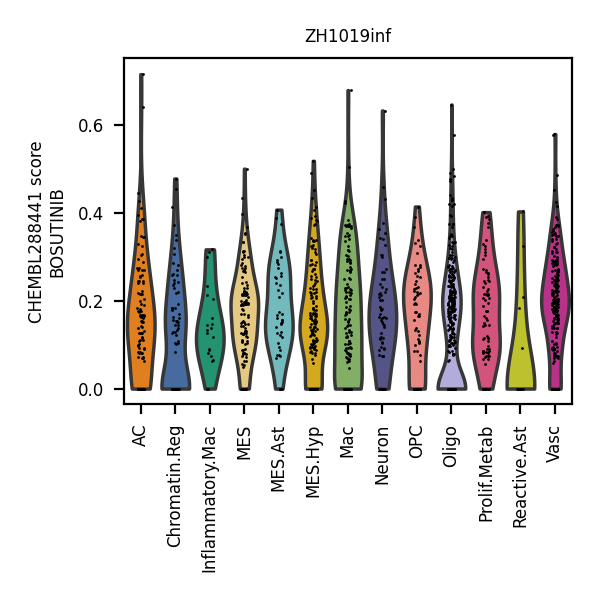 ZH1019inf
CHEMBL288441 score
BOSUTINIB
0.6
0.4
0.2
0.0
AC
Chromatin.Reg
Inflammatory.Mac
MES
MES.Ast
MES.Hyp
Mac
Neuron
OPC
Oligo
Prolif.Metab
Reactive.Ast
Vasc